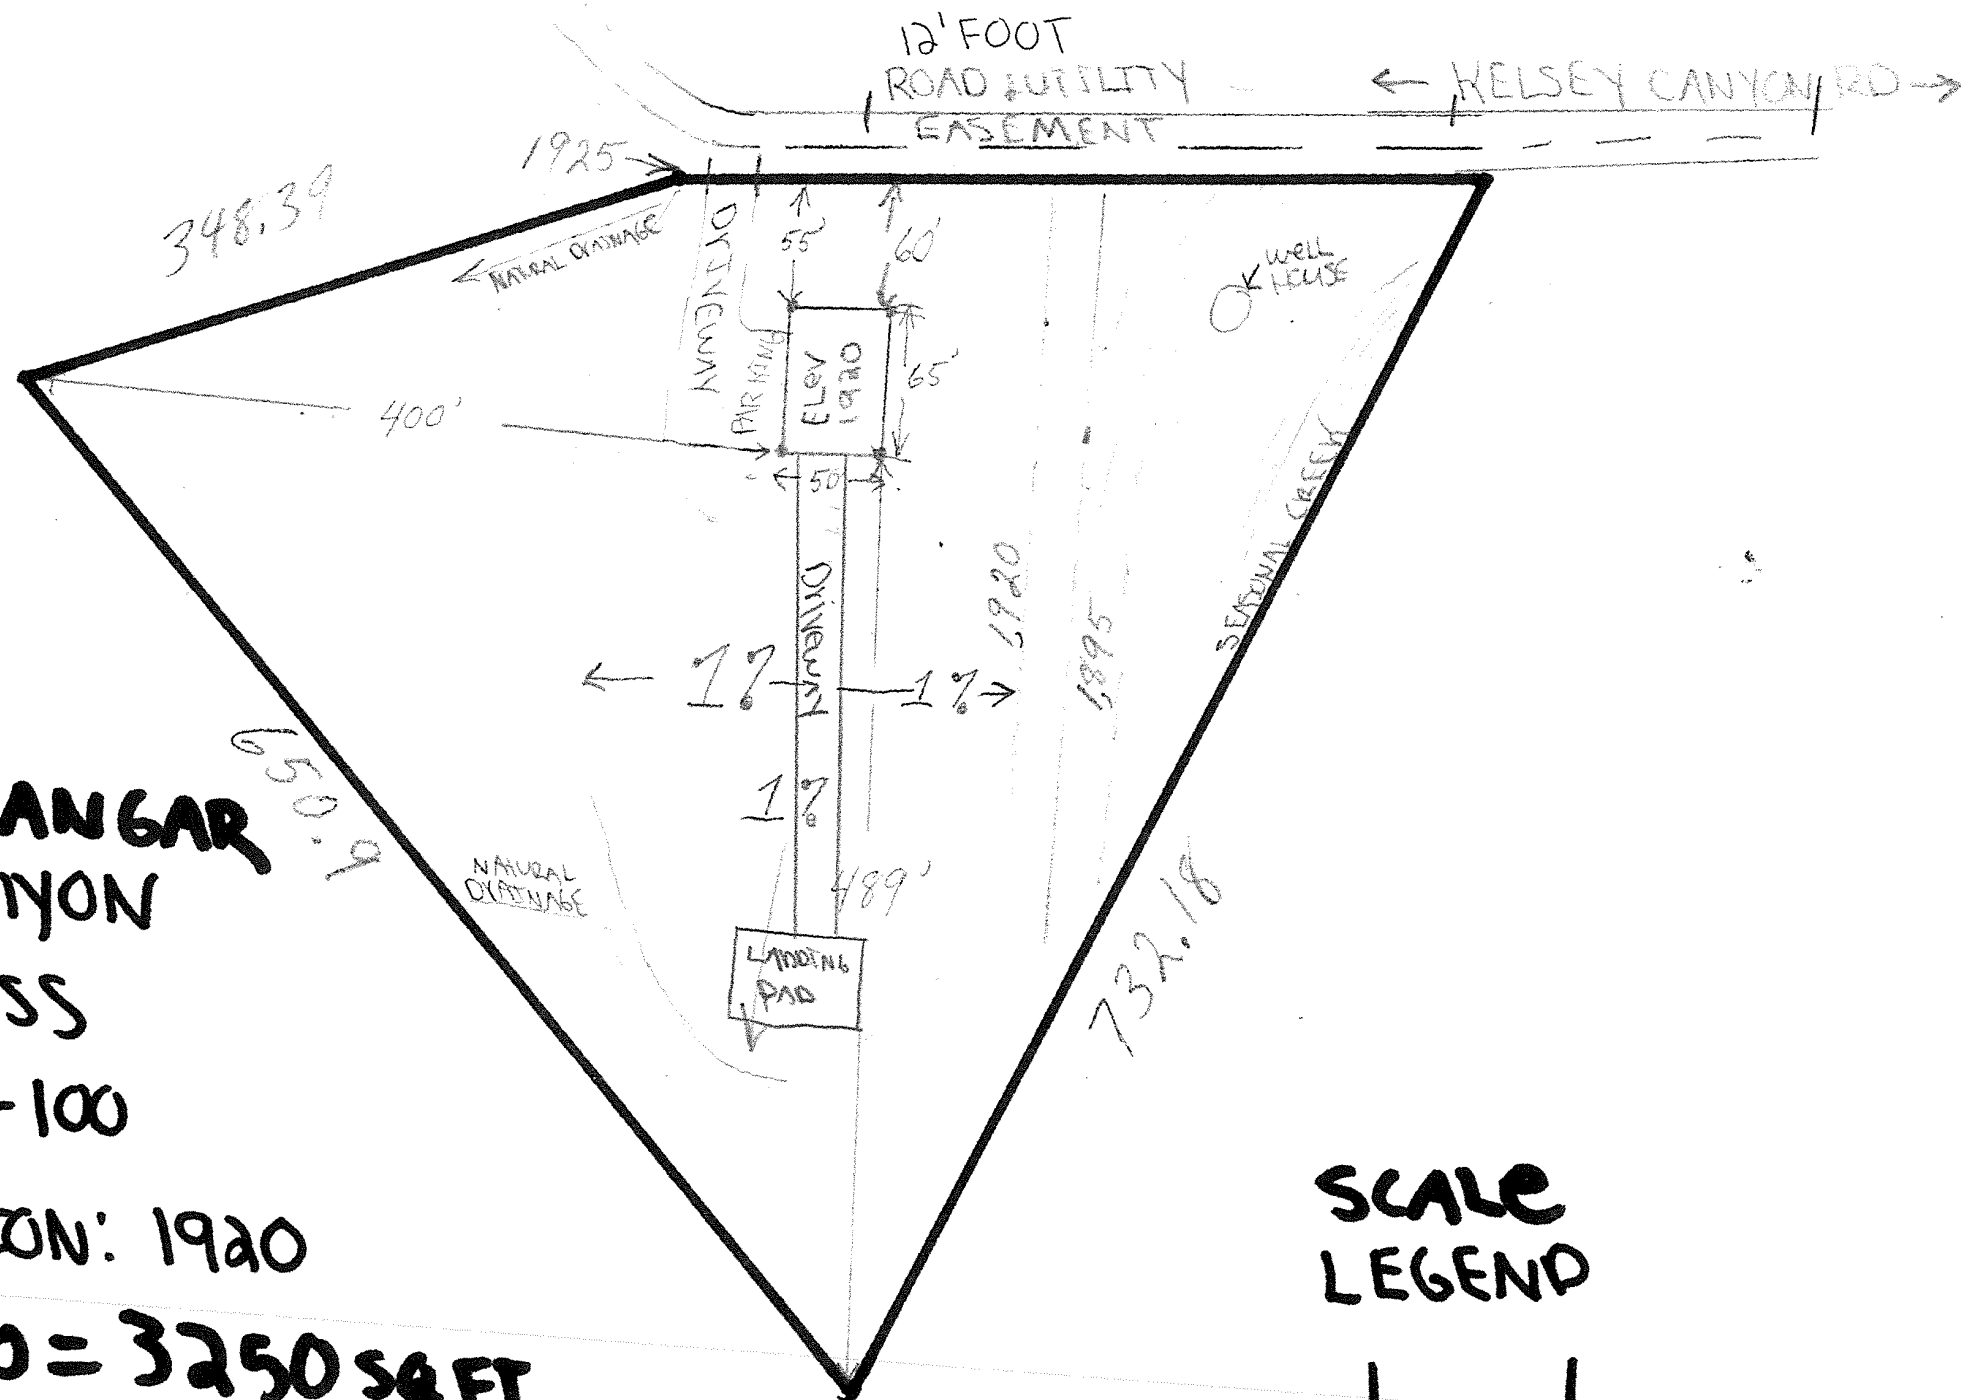 12' FOOT
ROAD & UTILITY
EASEMENT
← KELSEY CANYON RD →
1925
348.39
NATURAL DRAINAGE
DRIVEWAY
55'
60'
WELL
HOUSE
PARKING
ELEV
1920
65'
400'
50'
SEASONAL CREEK
DRIVEWAY
1920
1895
1%
1%
1%
650.9
NATURAL
DRAINAGE
489'
732.18
LANDING
PAD
ANGAR
NYON
SS
-100
ION: 1920
= 3250 SQ FT
SCALE
LEGEND